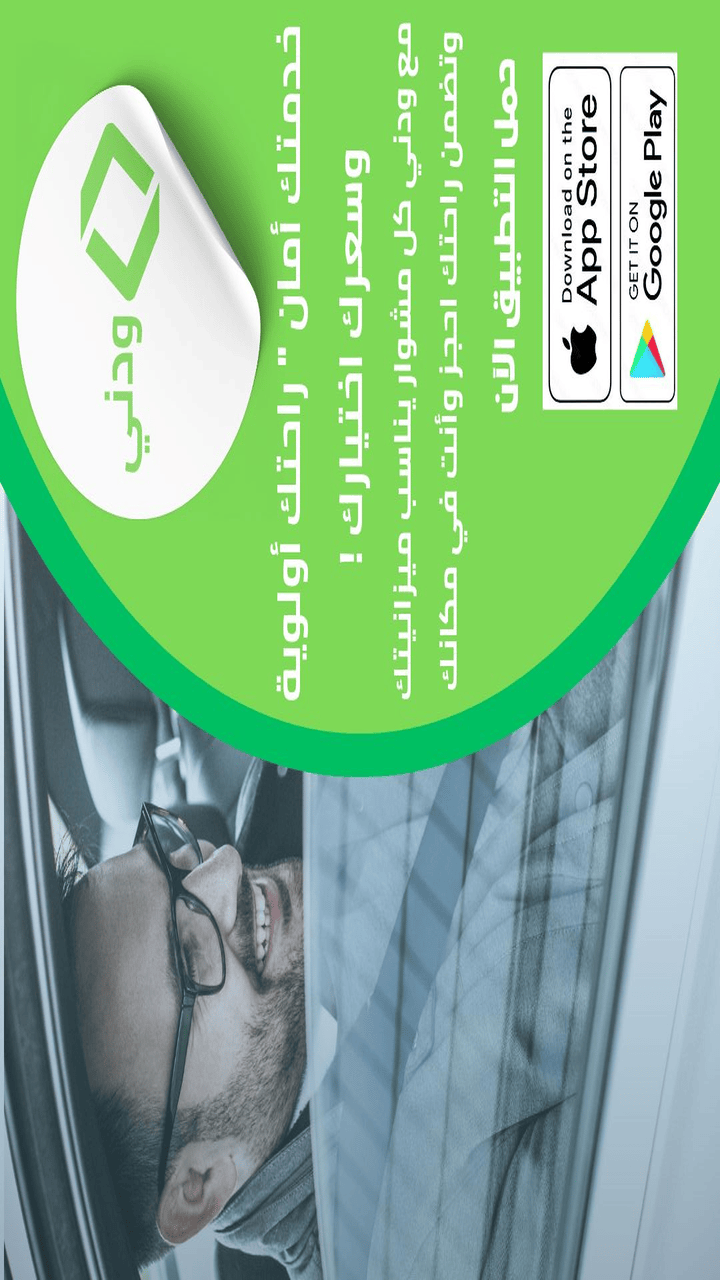 ودني
خدمتك أمان " راحتك أولوية
وسعرك اختيارك !
مع ودني كل مشوار يناسب ميزانيتك
وتضمن راحتك احجز وأنت في مكانك
حمل التطبيق الآن
Download on the
App Store
GET IT ON
Google Play